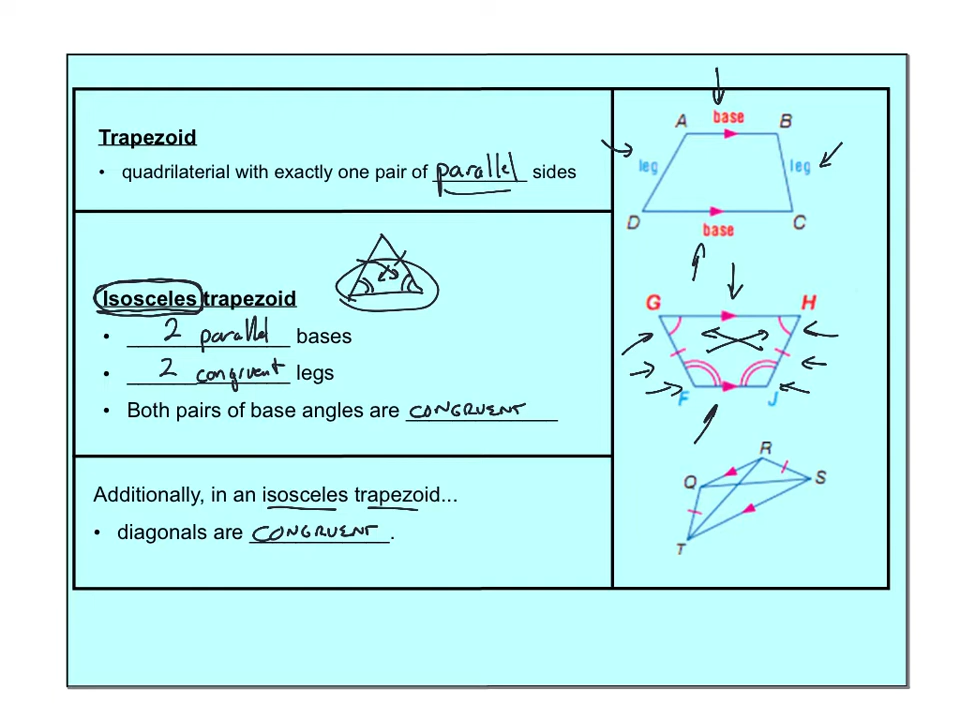 Trapezoid
• quadrilaterial with exactly one pair of parallel sides
Isosceles trapezoid
• 2 parallel bases
• 2 congruent legs
• Both pairs of base angles are CONGRUENT
Additionally, in an isosceles trapezoid...
• diagonals are CONGRUENT.
A base B
leg leg
D base C
G H
F J
R
Q S
T